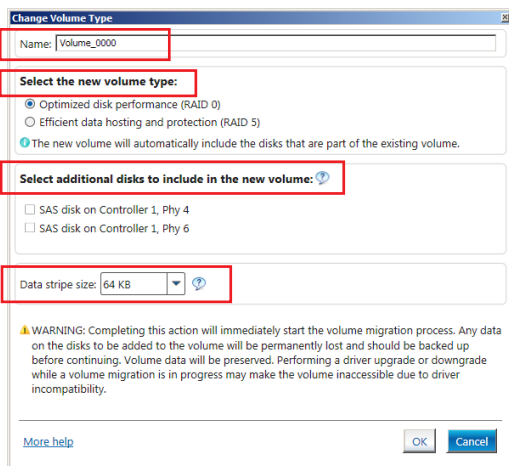 Change Volume Type
Name: Volume_0000
Select the new volume type:
Optimized disk performance (RAID 0)
Efficient data hosting and protection (RAID 5)
The new volume will automatically include the disks that are part of the existing volume.
Select additional disks to include in the new volume:
SAS disk on Controller 1, Phy 4
SAS disk on Controller 1, Phy 6
Data stripe size: 64 KB
WARNING: Completing this action will immediately start the volume migration process. Any data
on the disks to be added to the volume will be permanently lost and should be backed up
before continuing. Volume data will be preserved. Performing a driver upgrade or downgrade
while a volume migration is in progress may make the volume inaccessible due to driver
incompatibility.
More help
OK
Cancel